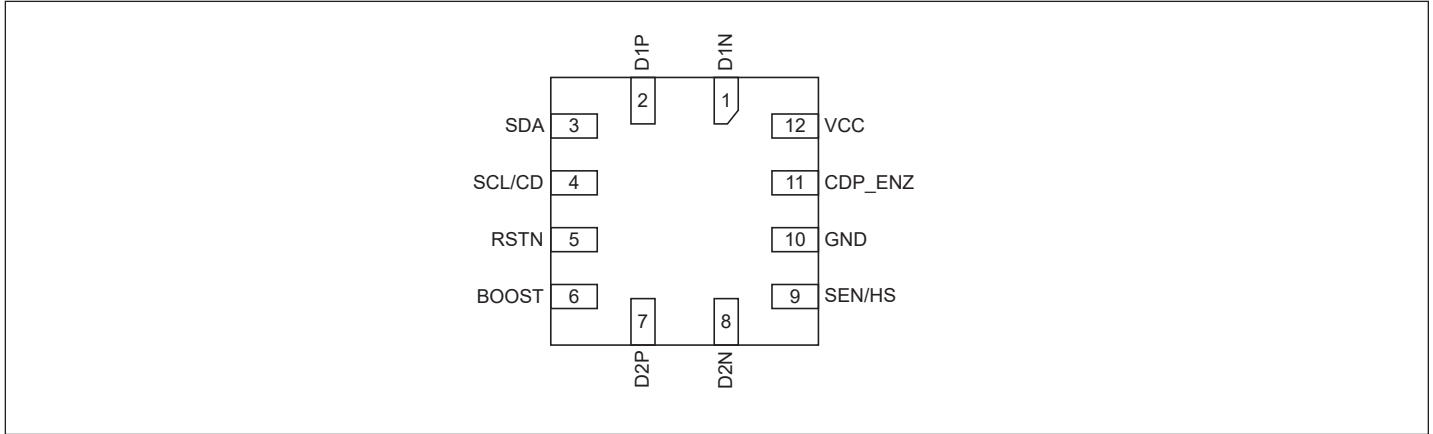 D1P D1N
2 1
SDA 3 12 VCC
SCL/CD 4 11 CDP_ENZ
RSTN 5 10 GND
BOOST 6 9 SEN/HS
7 8
D2P D2N